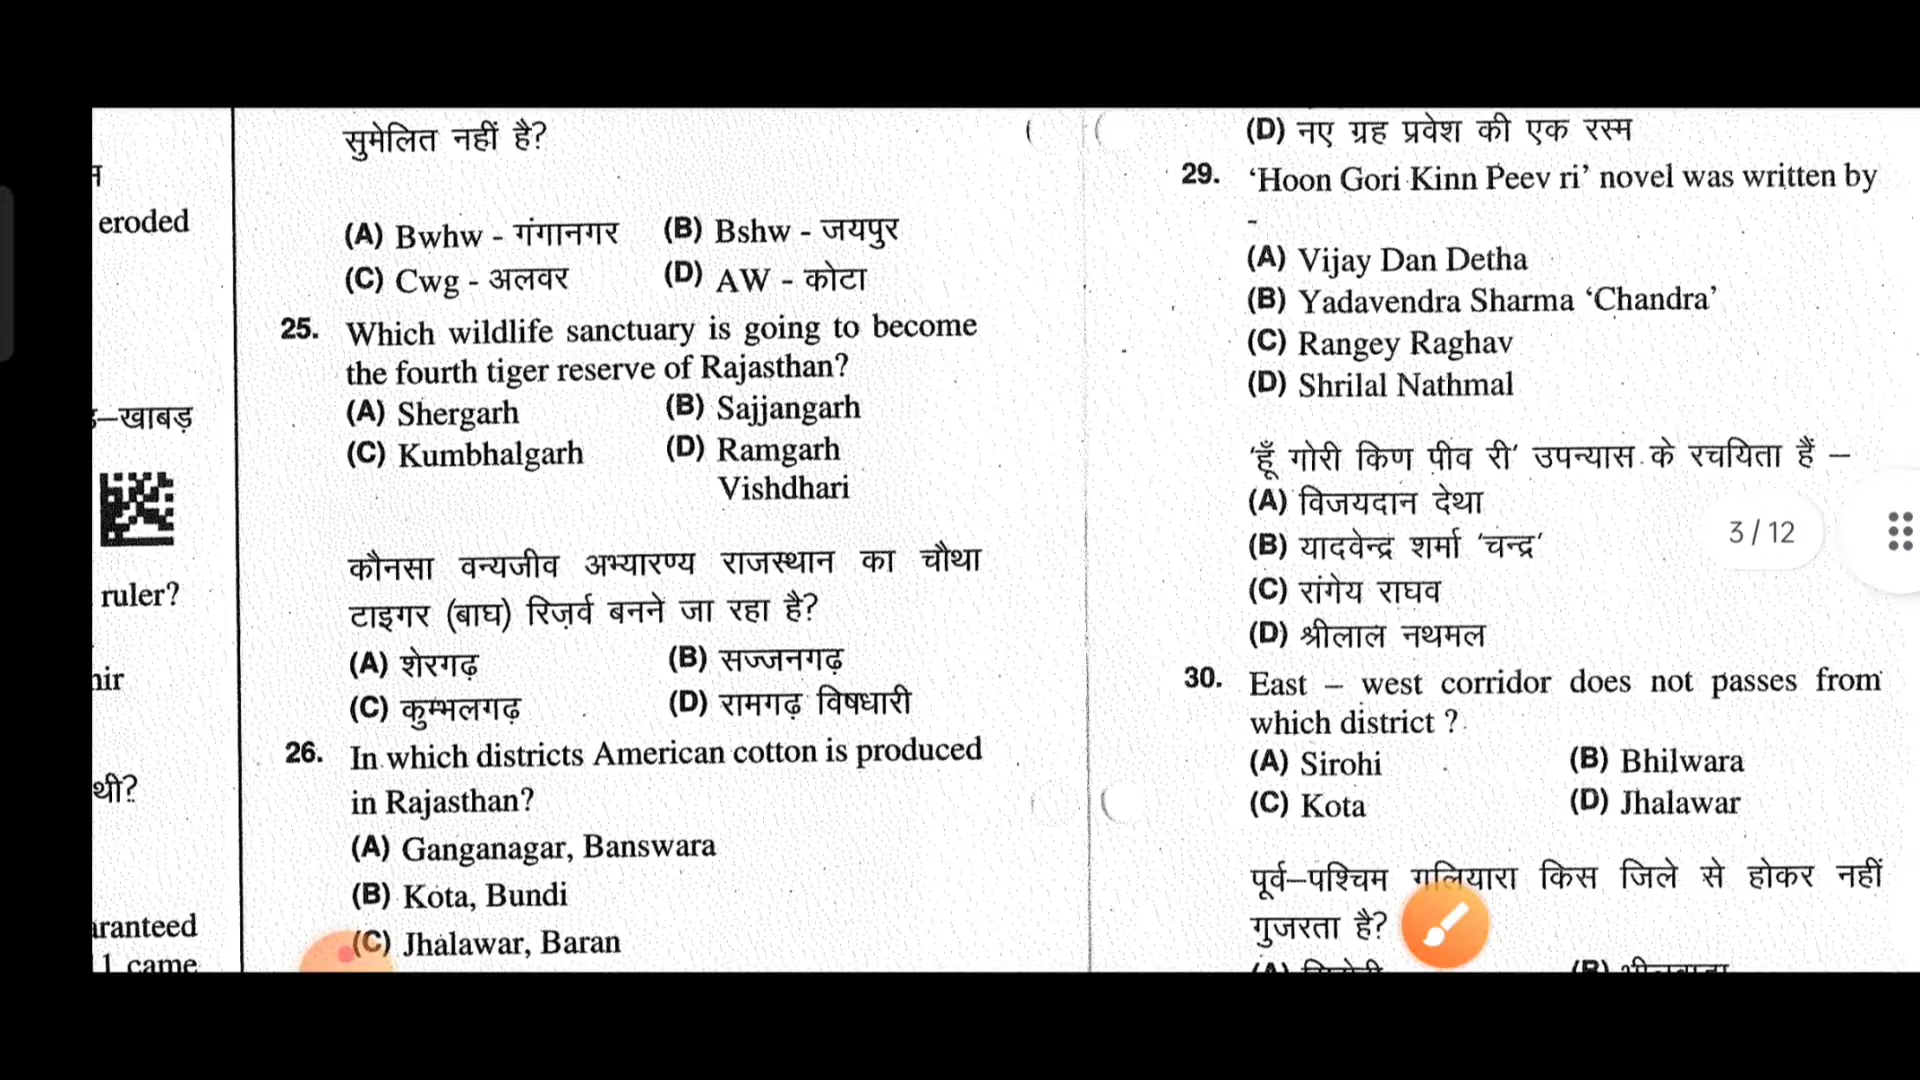 न
eroded
ड़–खाबड़
ruler?
थी?
सुमेलित नहीं है?
(A) Bwhw - गंगानगर (B) Bshw - जयपुर
(C) Cwg - अलवर (D) AW - कोटा
25. Which wildlife sanctuary is going to become
the fourth tiger reserve of Rajasthan?
(A) Shergarh (B) Sajjangarh
(C) Kumbhalgarh (D) Ramgarh
Vishdhari
कौनसा वन्यजीव अभ्यारण्य राजस्थान का चौथा
टाइगर (बाघ) रिज़र्व बनने जा रहा है?
(A) शेरगढ़ (B) सज्जनगढ़
(C) कुम्भलगढ़ (D) रामगढ़ विषधारी
26. In which districts American cotton is produced
in Rajasthan?
(A) Ganganagar, Banswara
(B) Kota, Bundi
(C) Jhalawar, Baran
(D) नए ग्रह प्रवेश की एक रस्म
29. ‘Hoon Gori Kinn Peev ri’ novel was written by
-
(A) Vijay Dan Detha
(B) Yadavendra Sharma ‘Chandra’
(C) Rangey Raghav
(D) Shrilal Nathmal
‘हूँ गोरी किण पीव री’ उपन्यास के रचयिता हैं –
(A) विजयदान देथा
(B) यादवेन्द्र शर्मा ‘चन्द्र’
(C) रांगेय राघव
(D) श्रीलाल नथमल
30. East – west corridor does not passes from
which district ?
(A) Sirohi (B) Bhilwara
(C) Kota (D) Jhalawar
पूर्व–पश्चिम गलियारा किस जिले से होकर नहीं
गुजरता है?
3 / 12